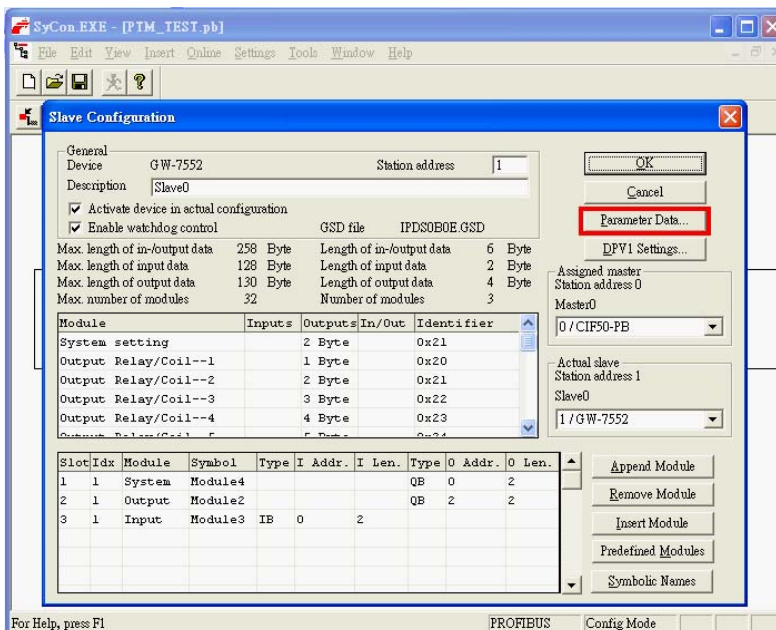 SyCon.EXE - [PTM_TEST.pb]
File Edit View Insert Online Settings Tools Window Help
Slave Configuration
General
Device GW-7552 Station address 1
Description Slave0
Activate device in actual configuration
Enable watchdog control GSD file IPDS0B0E.GSD
Max. length of in-/output data 258 Byte Length of in-/output data 6 Byte
Max. length of input data 128 Byte Length of input data 2 Byte
Max. length of output data 130 Byte Length of output data 4 Byte
Max. number of modules 32 Number of modules 3
OK
Cancel
Parameter Data...
DPV1 Settings...
Assigned master
Station address 0
Master0
0 / CIF50-PB
Actual slave
Station address 1
Slave0
1 / GW-7552
Module Inputs Outputs In/Out Identifier
System setting 2 Byte 0x21
Output Relay/Coil--1 1 Byte 0x20
Output Relay/Coil--2 2 Byte 0x21
Output Relay/Coil--3 3 Byte 0x22
Output Relay/Coil--4 4 Byte 0x23
Slot Idx Module Symbol Type I Addr. I Len. Type O Addr. O Len.
1 1 System Module4 QB 0 2
2 1 Output Module2 QB 2 2
3 1 Input Module3 IB 0 2
Append Module
Remove Module
Insert Module
Predefined Modules
Symbolic Names
For Help, press F1 PROFIBUS Config Mode